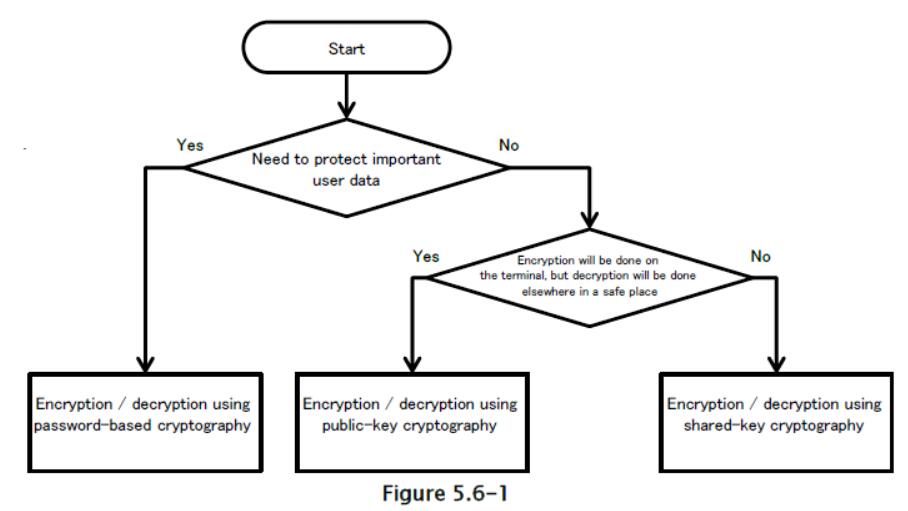 Start
Yes
No
Need to protect important
user data
Yes
No
Encryption will be done on
the terminal, but decryption will be done
elsewhere in a safe place
Encryption / decryption using
password-based cryptography
Encryption / decryption using
public-key cryptography
Encryption / decryption using
shared-key cryptography
Figure 5.6-1